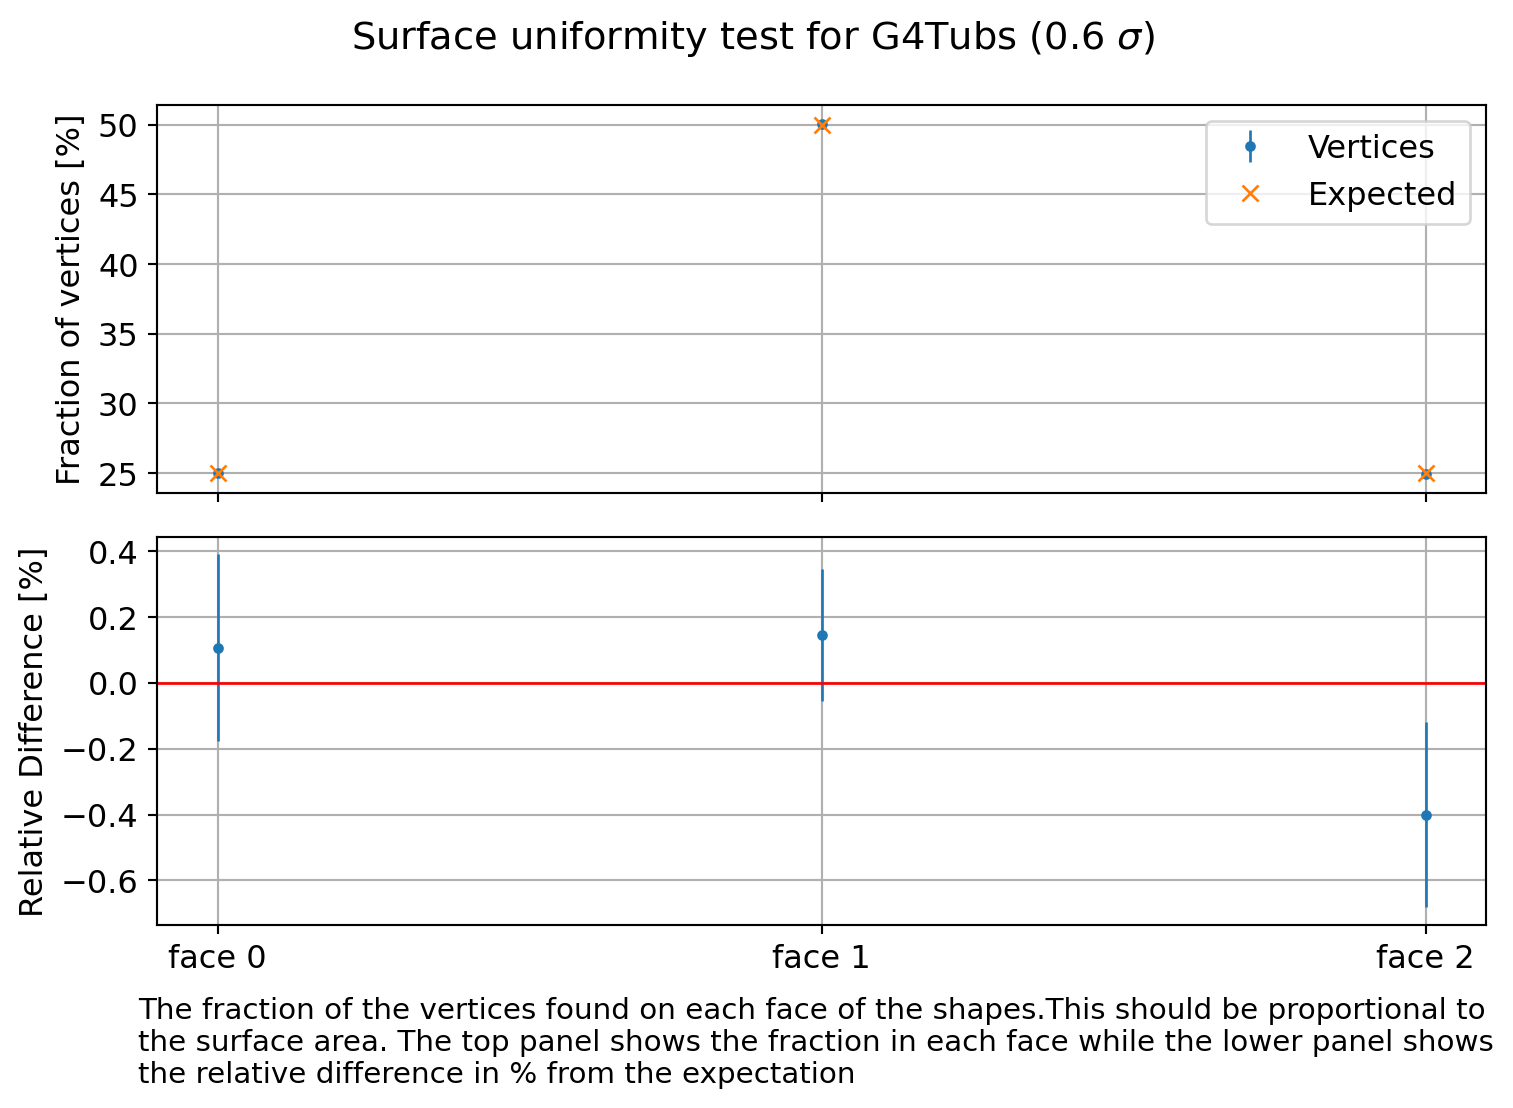 Surface uniformity test for G4Tubs (0.6 σ)
Fraction of vertices [%]
50
45
40
35
30
25
Vertices
Expected
Relative Difference [%]
0.4
0.2
0.0
−0.2
−0.4
−0.6
face 0
face 1
face 2
The fraction of the vertices found on each face of the shapes.This should be proportional to
the surface area. The top panel shows the fraction in each face while the lower panel shows
the relative difference in % from the expectation